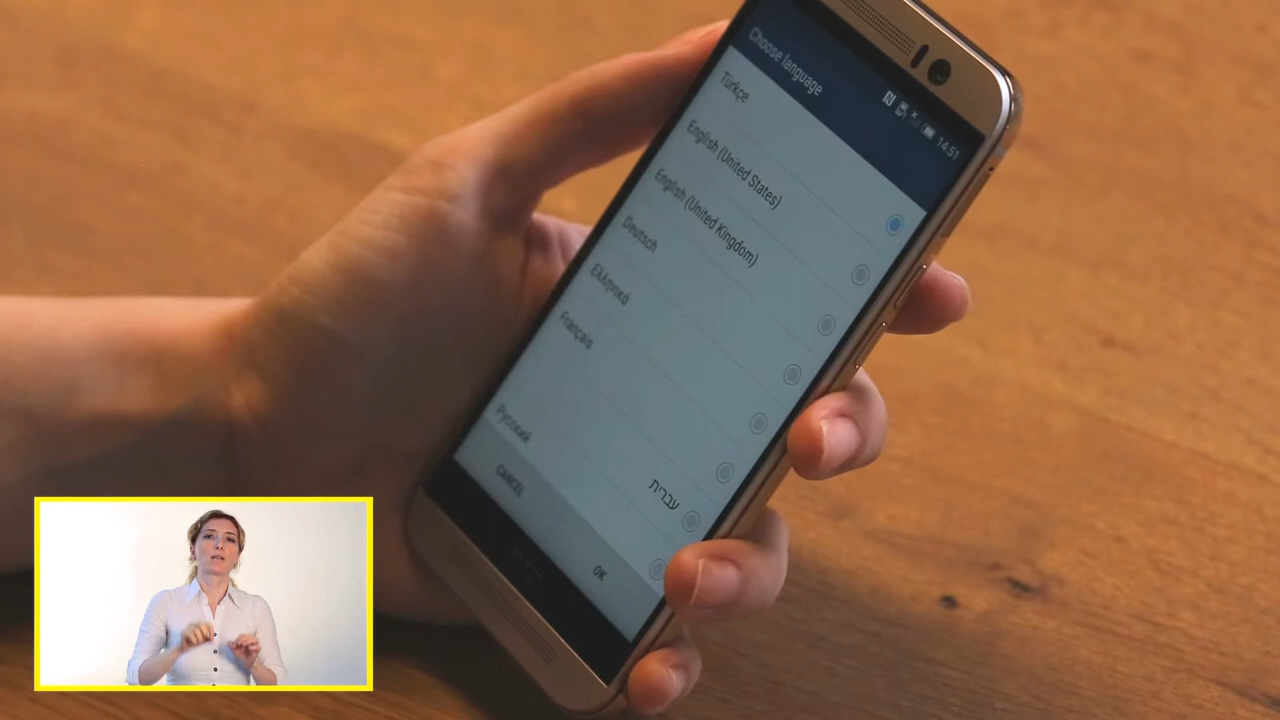 14:51
Choose language
Türkçe
English (United States)
English (United Kingdom)
Deutsch
Ελληνικά
Français
עברית
Русский
CANCEL
OK